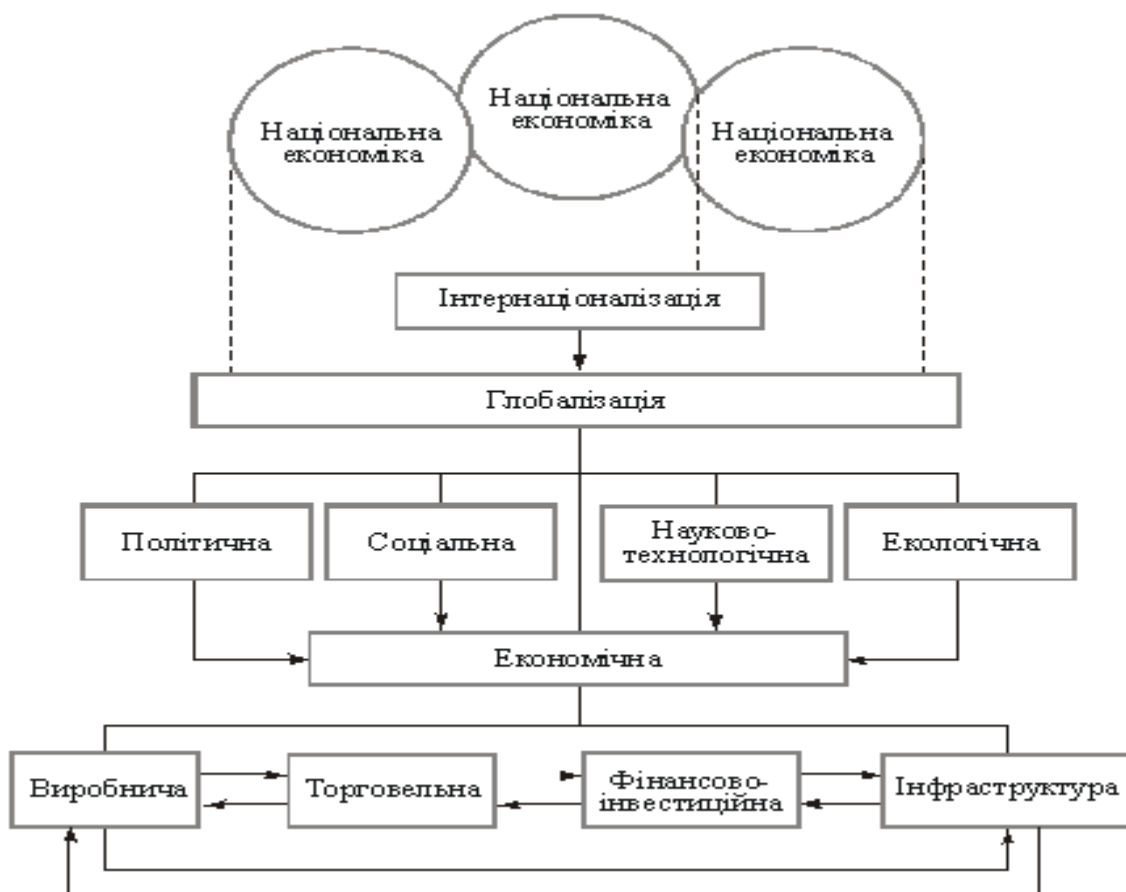 Національна
економіка
Національна
економіка
Національна
економіка
Інтернаціоналізація
Глобалізація
Політична
Соціальна
Науково-
технологічна
Екологічна
Економічна
Виробнича
Торговельна
Фінансово-
інвестиційна
Інфраструктура